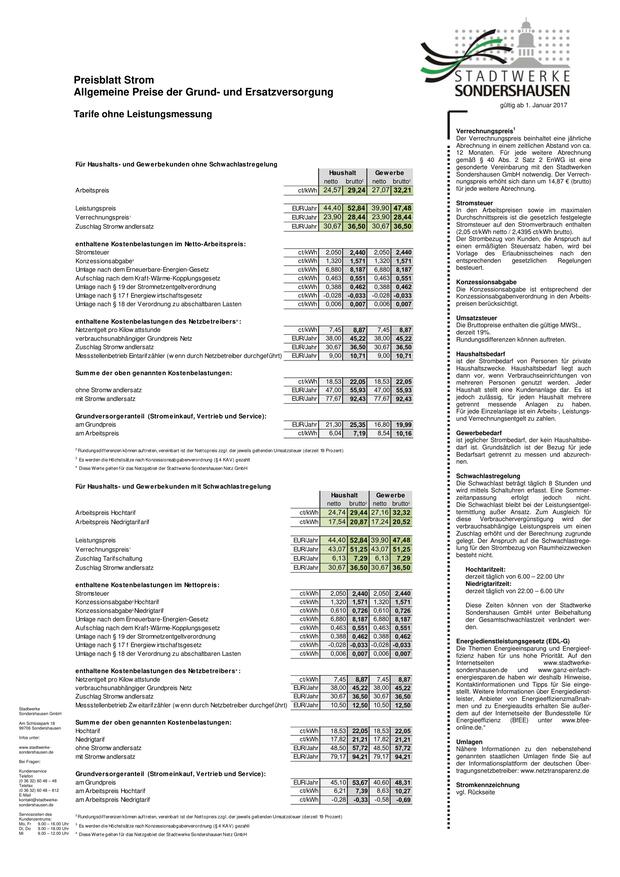 STADTWERKE
SONDERSHAUSEN
gültig ab 1. Januar 2017
Preisblatt Strom
Allgemeine Preise der Grund- und Ersatzversorgung
Tarife ohne Leistungsmessung
Für Haushalts- und Gewerbekunden ohne Schwachlastregelung
Haushalt Gewerbe
netto brutto² netto brutto²
Arbeitspreis ct/kWh 24,57 29,24 27,07 32,21
Leistungspreis EUR/Jahr 44,40 52,84 39,90 47,48
Verrechnungspreis¹ EUR/Jahr 23,90 28,44 23,90 28,44
Zuschlag Stromwandlersatz EUR/Jahr 30,67 36,50 30,67 36,50
enthaltene Kostenbelastungen im Netto-Arbeitspreis:
Stromsteuer ct/kWh 2,050 2,440 2,050 2,440
Konzessionsabgabe³ ct/kWh 1,320 1,571 1,320 1,571
Umlage nach dem Erneuerbare-Energien-Gesetz ct/kWh 6,880 8,187 6,880 8,187
Aufschlag nach dem Kraft-Wärme-Kopplungsgesetz ct/kWh 0,463 0,551 0,463 0,551
Umlage nach § 19 der Stromnetzentgeltverordnung ct/kWh 0,388 0,462 0,388 0,462
Umlage nach § 17 f Energiewirtschaftsgesetz ct/kWh -0,028 -0,033 -0,028 -0,033
Umlage nach § 18 der Verordnung zu abschaltbaren Lasten ct/kWh 0,006 0,007 0,006 0,007
enthaltene Kostenbelastungen des Netzbetreibers⁴:
Netzentgelt pro Kilowattstunde ct/kWh 7,45 8,87 7,45 8,87
verbrauchsunabhängiger Grundpreis Netz EUR/Jahr 38,00 45,22 38,00 45,22
Zuschlag Stromwandlersatz EUR/Jahr 30,67 36,50 30,67 36,50
Messstellenbetrieb Eintarifzähler (wenn durch Netzbetreiber durchgeführt) EUR/Jahr 9,00 10,71 9,00 10,71
Summe der oben genannten Kostenbelastungen:
ct/kWh 18,53 22,05 18,53 22,05
ohne Stromwandlersatz EUR/Jahr 47,00 55,93 47,00 55,93
mit Stromwandlersatz EUR/Jahr 77,67 92,43 77,67 92,43
Grundversorgeranteil (Stromeinkauf, Vertrieb und Service):
am Grundpreis EUR/Jahr 21,30 25,35 16,80 19,99
am Arbeitspreis ct/kWh 6,04 7,19 8,54 10,16
² Rundungsdifferenzen können auftreten, vereinbart ist der Nettopreis zzgl. der jeweils geltenden Umsatzsteuer (derzeit 19 Prozent)
³ Es werden die Höchstsätze nach Konzessionsabgabenverordnung (§ 4 KAV) gezahlt
⁴ Diese Werte gelten für das Netzgebiet der Stadtwerke Sondershausen Netz GmbH
Für Haushalts- und Gewerbekunden mit Schwachlastregelung
Haushalt Gewerbe
netto brutto² netto brutto²
Arbeitspreis Hochtarif ct/kWh 24,74 29,44 27,16 32,32
Arbeitspreis Niedrigtarifarif ct/kWh 17,54 20,87 17,24 20,52
Leistungspreis EUR/Jahr 44,40 52,84 39,90 47,48
Verrechnungspreis¹ EUR/Jahr 43,07 51,25 43,07 51,25
Zuschlag Tarifschaltung EUR/Jahr 6,13 7,29 6,13 7,29
Zuschlag Stromwandlersatz EUR/Jahr 30,67 36,50 30,67 36,50
enthaltene Kostenbelastungen im Nettopreis:
Stromsteuer ct/kWh 2,050 2,440 2,050 2,440
Konzessionsabgabe³ Hochtarif ct/kWh 1,320 1,571 1,320 1,571
Konzessionsabgabe³ Niedrigtarif ct/kWh 0,610 0,726 0,610 0,726
Umlage nach dem Erneuerbare-Energien-Gesetz ct/kWh 6,880 8,187 6,880 8,187
Aufschlag nach dem Kraft-Wärme-Kopplungsgesetz ct/kWh 0,463 0,551 0,463 0,551
Umlage nach § 19 der Stromnetzentgeltverordnung ct/kWh 0,388 0,462 0,388 0,462
Umlage nach § 17 f Energiewirtschaftsgesetz ct/kWh -0,028 -0,033 -0,028 -0,033
Umlage nach § 18 der Verordnung zu abschaltbaren Lasten ct/kWh 0,006 0,007 0,006 0,007
enthaltene Kostenbelastungen des Netzbetreibers⁴:
Netzentgelt pro Kilowattstunde ct/kWh 7,45 8,87 7,45 8,87
verbrauchsunabhängiger Grundpreis Netz EUR/Jahr 38,00 45,22 38,00 45,22
Zuschlag Stromwandlersatz EUR/Jahr 30,67 36,50 30,67 36,50
Messstellenbetrieb Zweitarifzähler (wenn durch Netzbetreiber durchgeführt) EUR/Jahr 10,50 12,50 10,50 12,50
Summe der oben genannten Kostenbelastungen:
Hochtarif ct/kWh 18,53 22,05 18,53 22,05
Niedrigtarif ct/kWh 17,82 21,21 17,82 21,21
ohne Stromwandlersatz EUR/Jahr 48,50 57,72 48,50 57,72
mit Stromwandlersatz EUR/Jahr 79,17 94,21 79,17 94,21
Grundversorgeranteil (Stromeinkauf, Vertrieb und Service):
am Grundpreis EUR/Jahr 45,10 53,67 40,60 48,31
am Arbeitspreis Hochtarif ct/kWh 6,21 7,39 8,63 10,27
am Arbeitspreis Niedrigtarif ct/kWh -0,28 -0,33 -0,58 -0,69
² Rundungsdifferenzen können auftreten, vereinbart ist der Nettopreis zzgl. der jeweils geltenden Umsatzsteuer (derzeit 19 Prozent)
³ Es werden die Höchstsätze nach Konzessionsabgabenverordnung (§ 4 KAV) gezahlt
⁴ Diese Werte gelten für das Netzgebiet der Stadtwerke Sondershausen Netz GmbH
Verrechnungspreis¹
Der Verrechnungspreis beinhaltet eine jährliche
Abrechnung in einem zeitlichen Abstand von ca.
12 Monaten. Für jede weitere Abrechnung
gemäß § 40 Abs. 2 Satz 2 EnWG ist eine
gesonderte Vereinbarung mit den Stadtwerken
Sondershausen GmbH notwendig. Der Verrech-
nungspreis erhöht sich dann um 14,87 € (brutto)
für jede weitere Abrechnung.
Stromsteuer
In den Arbeitspreisen sowie im maximalen
Durchschnittspreis ist die gesetzlich festgelegte
Stromsteuer auf den Stromverbrauch enthalten
(2,05 ct/kWh netto / 2,4395 ct/kWh brutto).
Der Strombezug von Kunden, die Anspruch auf
einen ermäßigten Steuersatz haben, wird bei
Vorlage des Erlaubnisscheines nach den
entsprechenden gesetzlichen Regelungen
besteuert.
Konzessionsabgabe
Die Konzessionsabgabe ist entsprechend der
Konzessionsabgabenverordnung in den Arbeits-
preisen berücksichtigt.
Umsatzsteuer
Die Bruttopreise enthalten die gültige MWSt.,
derzeit 19%.
Rundungsdifferenzen können auftreten.
Haushaltsbedarf
ist der Strombedarf von Personen für private
Haushaltszwecke. Haushaltsbedarf liegt auch
dann vor, wenn Verbrauchseinrichtungen von
mehreren Personen genutzt werden. Jeder
Haushalt stellt eine Kundenanlage dar. Es ist
jedoch zulässig, für jeden Haushalt mehrere
getrennt messende Anlagen zu haben.
Für jede Einzelanlage ist ein Arbeits-, Leistungs-
und Verrechnungsentgelt zu zahlen.
Gewerbebedarf
ist jeglicher Strombedarf, der kein Haushaltsbe-
darf ist. Grundsätzlich ist der Bezug für jede
Bedarfsart getrennt zu messen und abzurech-
nen.
Schwachlastregelung
Die Schwachlast beträgt täglich 8 Stunden und
wird mittels Schaltuhren erfasst. Eine Sommer-
zeitanpassung erfolgt jedoch nicht.
Die Schwachlast bleibt bei der Leistungsentgel-
termittlung außer Ansatz. Zum Ausgleich für
diese Verbrauchervergünstigung wird der
verbrauchsabhängige Leistungspreis um einen
Zuschlag erhöht und der Berechnung zugrunde
gelegt. Der Anspruch auf die Schwachlastrege-
lung für den Strombezug von Raumheizzwecken
besteht nicht.
Hochtarifzeit:
derzeit täglich von 6.00 – 22.00 Uhr
Niedrigtarifzeit:
derzeit täglich von 22.00 – 6.00 Uhr
Diese Zeiten können von der Stadtwerke
Sondershausen GmbH unter Beibehaltung
der Gesamtschwachlastzeit verändert wer-
den.
Energiedienstleistungsgesetz (EDL-G)
Die Themen Energieeinsparung und Energieef-
fizienz haben für uns hohe Priorität. Auf den
Internetseiten www.stadtwerke-
sondershausen.de und www.ganz-einfach-
energiesparen.de haben wir deshalb Hinweise,
Kontaktinformationen und Tipps für Sie einge-
stellt. Weitere Informationen über Energiedienst-
leister, Anbieter von Energieeffizienzmaßnah-
men und zu Energieaudits erhalten Sie außer-
dem auf der Internetseite der Bundesstelle für
Energieeffizienz (BfEE) unter www.bfee-
online.de."
Umlagen
Nähere Informationen zu den nebenstehend
genannten staatlichen Umlagen finde Sie auf
der Informationsplattform der deutschen Über-
tragungsnetzbetreiber: www.netztransparenz.de
Stromkennzeichnung
vgl. Rückseite
Stadtwerke
Sondershausen GmbH
Am Schlosspark 18
99706 Sondershausen
Infos unter:
www.stadtwerke-
sondershausen.de
Bei Fragen:
Kundenservice
Telefon
(0 36 32) 60 48 – 48
Telefax
(0 36 32) 60 48 – 812
E-Mail
kontakt@stadtwerke-
sondershausen.de
Servicezeiten des
Kundenzentrums:
Mo, Fr 9.00 – 16.00 Uhr
Di, Do 9.00 – 18.00 Uhr
Mi 9.00 – 12.00 Uhr